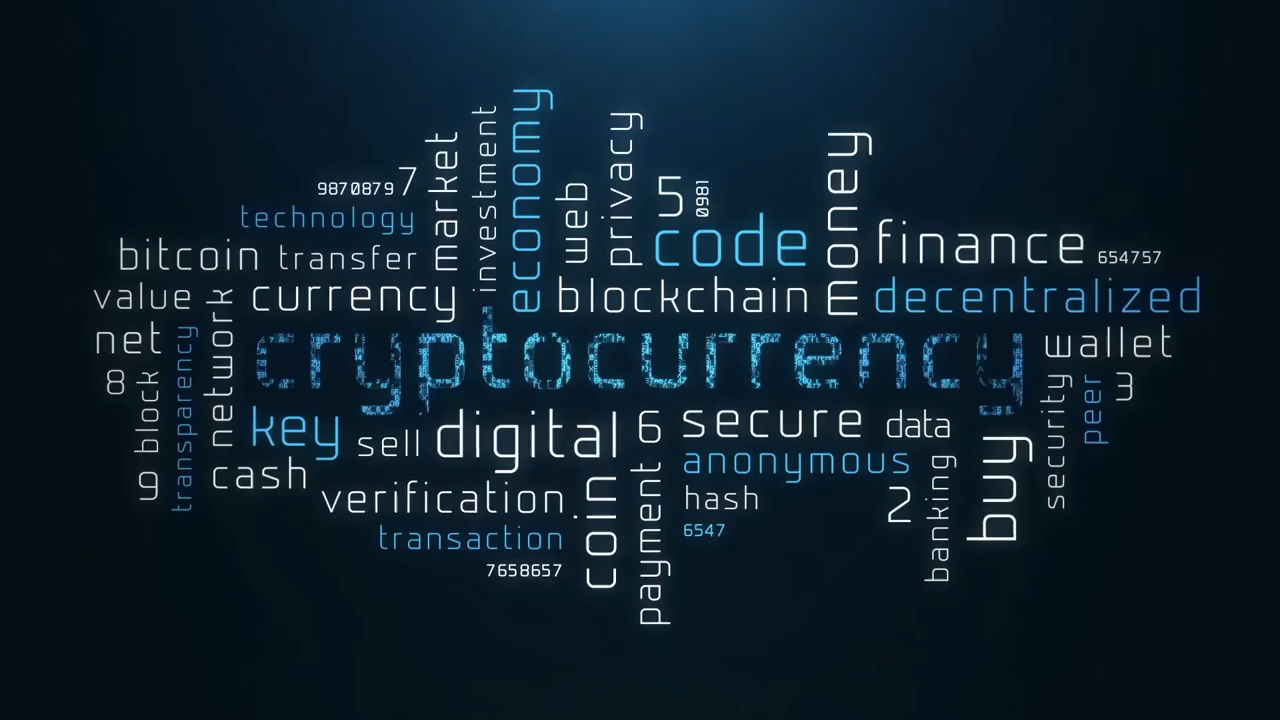 economy
investment
privacy
market
money
7
9870879
5
0981
web
technology
code
finance
bitcoin
transfer
654757
value
currency
blockchain
decentralized
network
net
transparency
cryptocurrency
wallet
8
block
security
peer
3
key
sell
digital
6
secure
data
buy
cash
9
anonymous
verification
coin
payment
hash
2
banking
transaction
6547
7658657